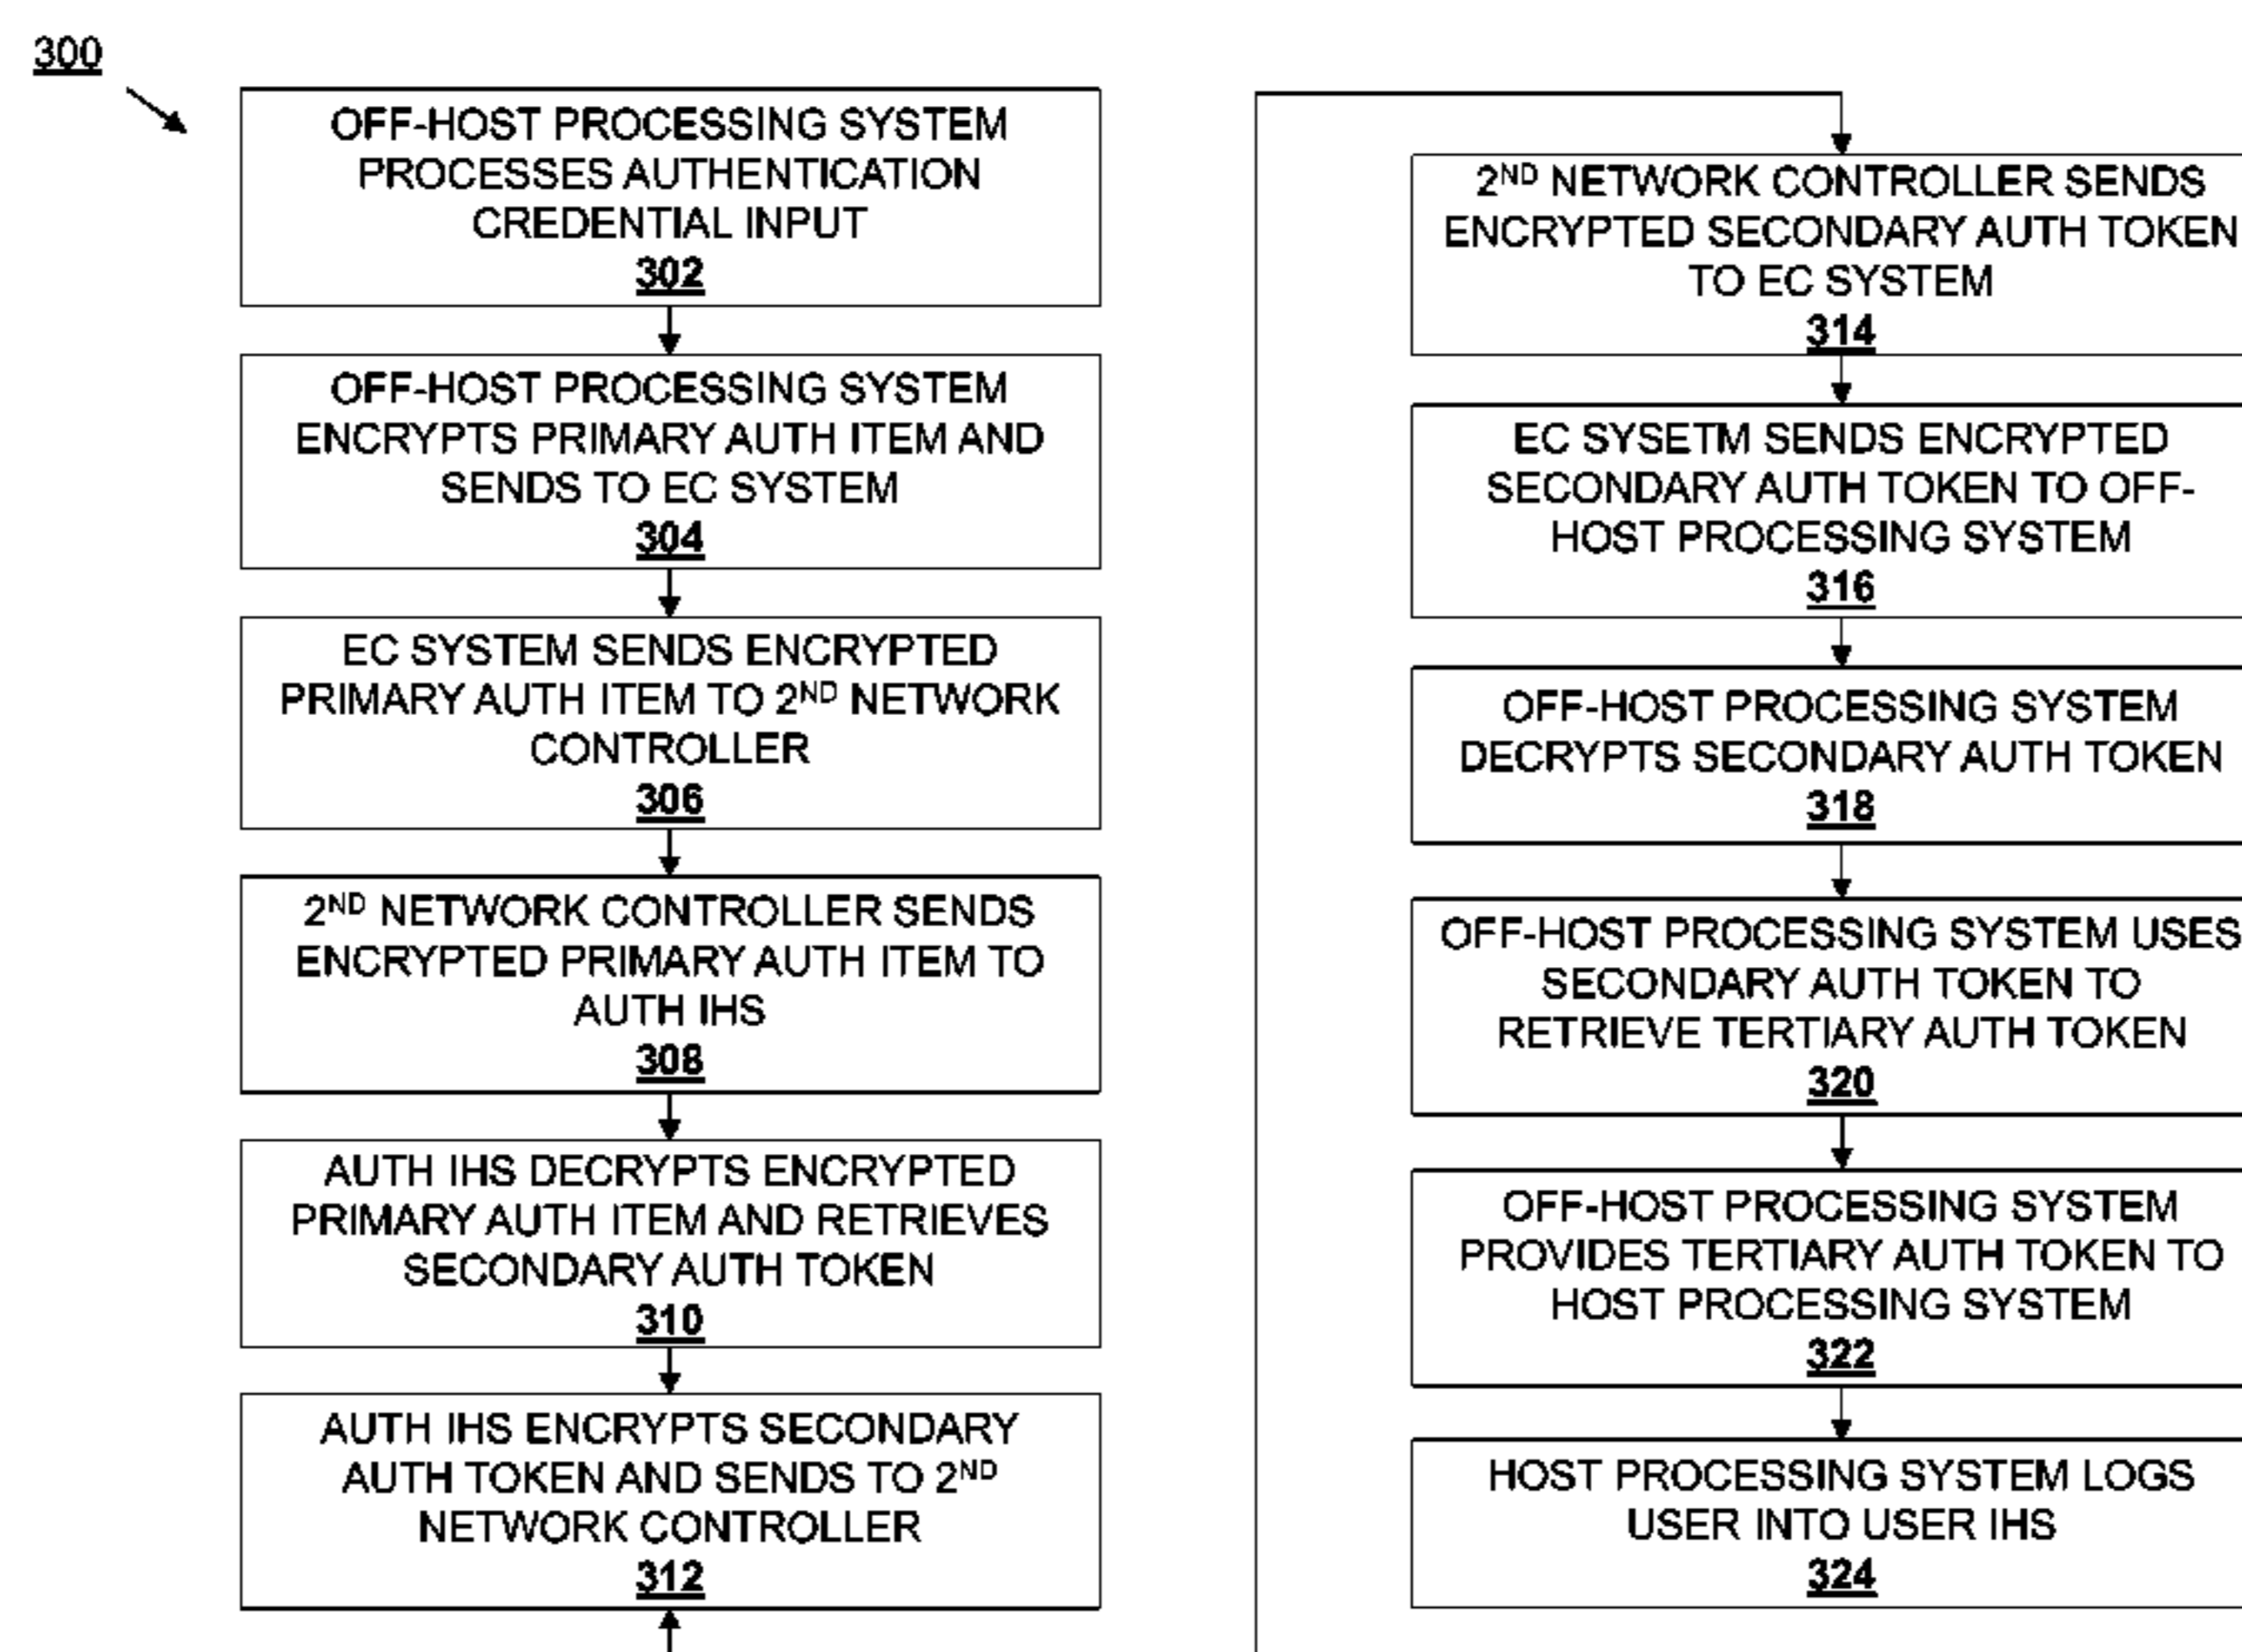 300
OFF-HOST PROCESSING SYSTEM
PROCESSES AUTHENTICATION
CREDENTIAL INPUT
302
OFF-HOST PROCESSING SYSTEM
ENCRYPTS PRIMARY AUTH ITEM AND
SENDS TO EC SYSTEM
304
EC SYSTEM SENDS ENCRYPTED
PRIMARY AUTH ITEM TO 2ND NETWORK
CONTROLLER
306
2ND NETWORK CONTROLLER SENDS
ENCRYPTED PRIMARY AUTH ITEM TO
AUTH IHS
308
AUTH IHS DECRYPTS ENCRYPTED
PRIMARY AUTH ITEM AND RETRIEVES
SECONDARY AUTH TOKEN
310
AUTH IHS ENCRYPTS SECONDARY
AUTH TOKEN AND SENDS TO 2ND
NETWORK CONTROLLER
312
2ND NETWORK CONTROLLER SENDS
ENCRYPTED SECONDARY AUTH TOKEN
TO EC SYSTEM
314
EC SYSETM SENDS ENCRYPTED
SECONDARY AUTH TOKEN TO OFF-
HOST PROCESSING SYSTEM
316
OFF-HOST PROCESSING SYSTEM
DECRYPTS SECONDARY AUTH TOKEN
318
OFF-HOST PROCESSING SYSTEM USES
SECONDARY AUTH TOKEN TO
RETRIEVE TERTIARY AUTH TOKEN
320
OFF-HOST PROCESSING SYSTEM
PROVIDES TERTIARY AUTH TOKEN TO
HOST PROCESSING SYSTEM
322
HOST PROCESSING SYSTEM LOGS
USER INTO USER IHS
324